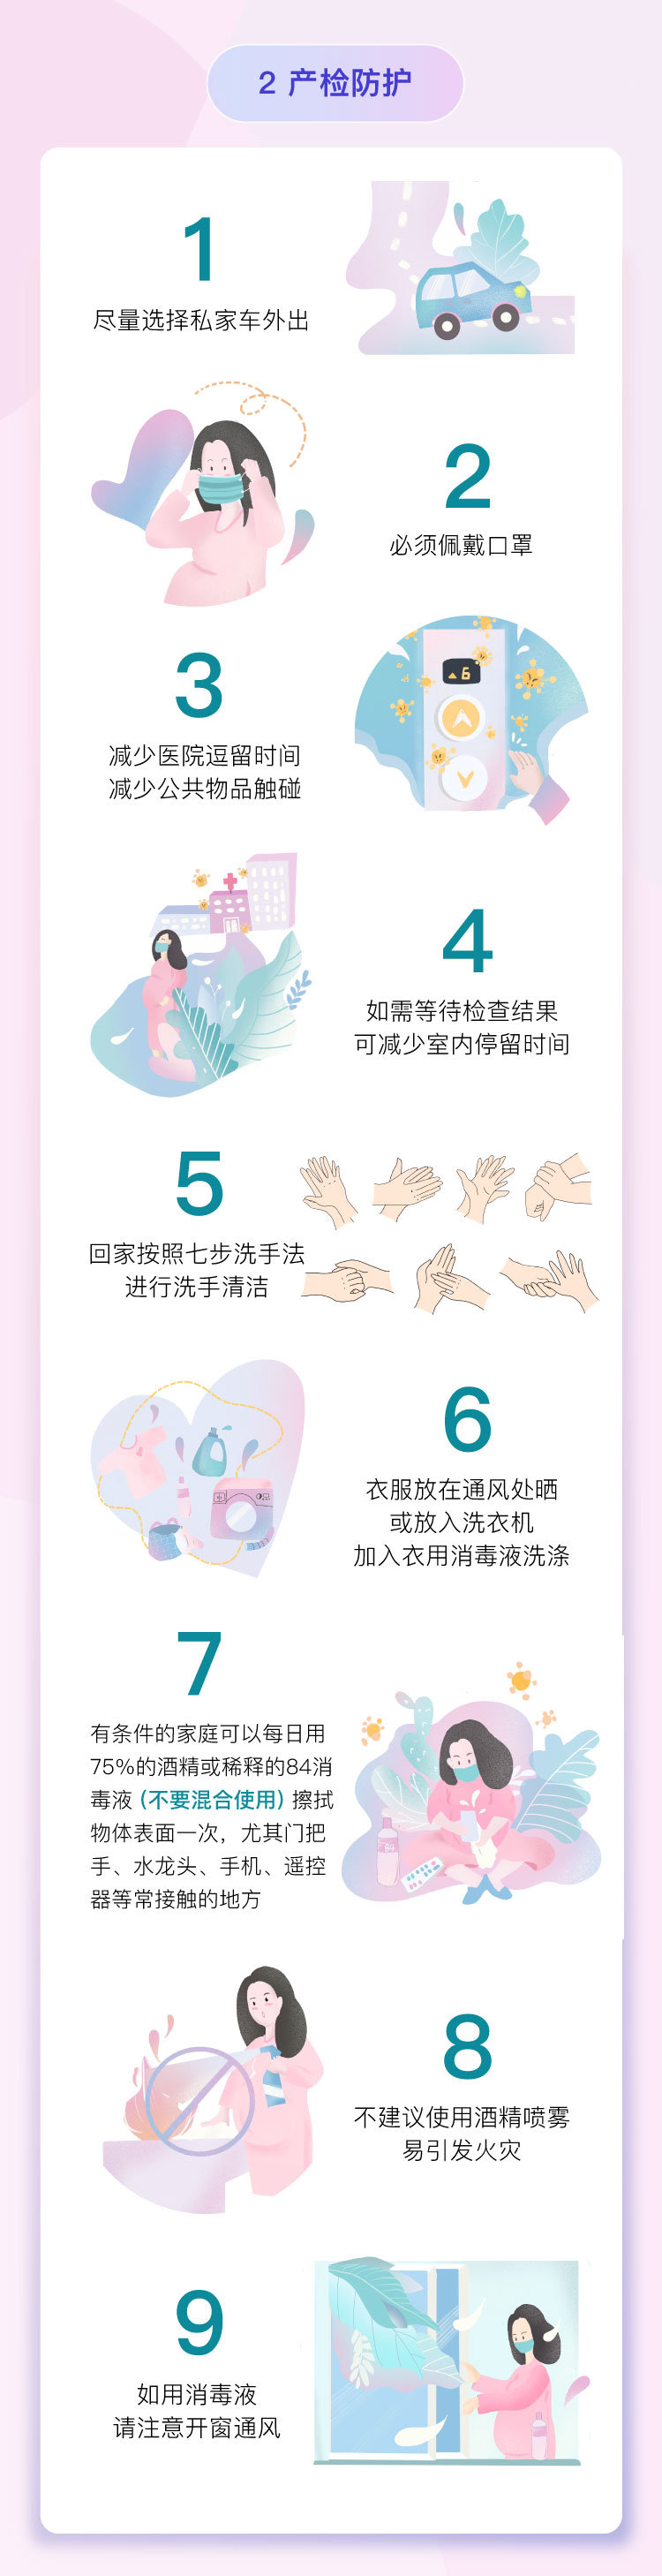 2 产检防护
1
尽量选择私家车外出
2
必须佩戴口罩
3
6
减少医院逗留时间
减少公共物品触碰
4
如需等待检查结果
可减少室内停留时间
5
回家按照七步洗手法
进行洗手清洁
6
衣服放在通风处晒
或放入洗衣机
加入衣用消毒液洗涤
7
有条件的家庭可以每日用
75%的酒精或稀释的84消
毒液 (不要混合使用) 擦拭
物体表面一次，尤其门把
手、水龙头、手机、遥控
器等常接触的地方
8
不建议使用酒精喷雾
易引发火灾
9
如用消毒液
请注意开窗通风